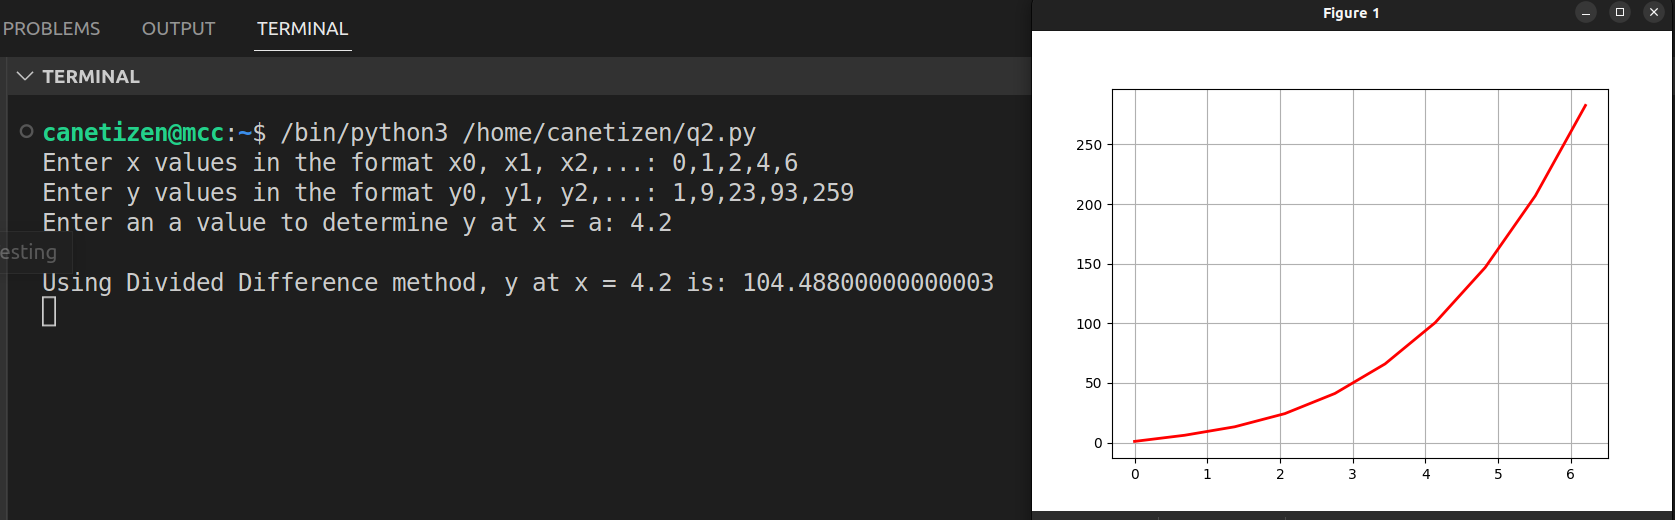 PROBLEMS OUTPUT TERMINAL
TERMINAL
canetizen@mcc:~$ /bin/python3 /home/canetizen/q2.py
Enter x values in the format x0, x1, x2,...: 0,1,2,4,6
Enter y values in the format y0, y1, y2,...: 1,9,23,93,259
Enter an a value to determine y at x = a: 4.2
esting
Using Divided Difference method, y at x = 4.2 is: 104.48800000000003
Figure 1
250
200
150
100
50
0
0 1 2 3 4 5 6